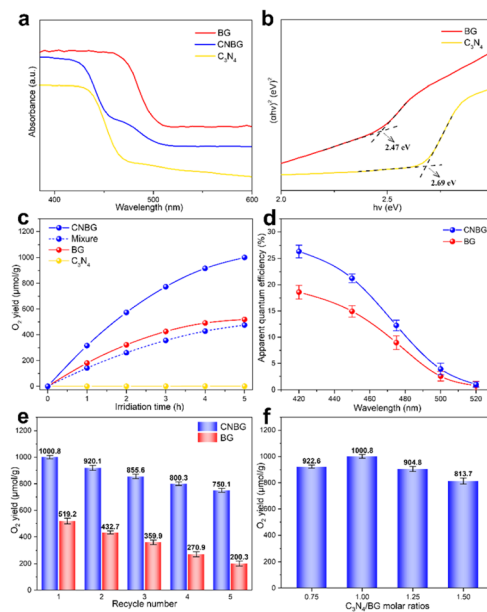 a
BG
CNBG
C₃N₄
Absorbance (a.u.)
400
500
600
Wavelength (nm)
b
BG
C₃N₄
(αhv)² (eV)²
2.47 eV
2.69 eV
2.0
2.5
hv (eV)
c
CNBG
Mixure
BG
C₃N₄
O₂ yield (μmol/g)
1400
1200
1000
800
600
400
200
0
0
1
2
3
4
5
Irridiation time (h)
d
CNBG
BG
Apparent quantum efficiency (%)
35
30
25
20
15
10
5
0
420
440
460
480
500
520
Wavelength (nm)
e
CNBG
BG
O₂ yield (μmol/g)
1200
1000
800
600
400
200
0
1000.8
920.1
855.6
800.3
750.1
519.2
432.7
359.9
270.9
200.3
1
2
3
4
5
Recycle number
f
O₂ yield (μmol/g)
1200
1000
800
600
400
200
0
922.6
1000.8
904.8
813.7
0.75
1.00
1.25
1.50
C₃N₄/BG molar ratios